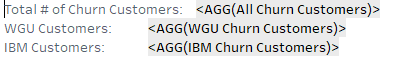 Total # of Churn Customers: <AGG(All Churn Customers)>
WGU Customers: <AGG(WGU Churn Customers)>
IBM Customers: <AGG(IBM Churn Customers)>